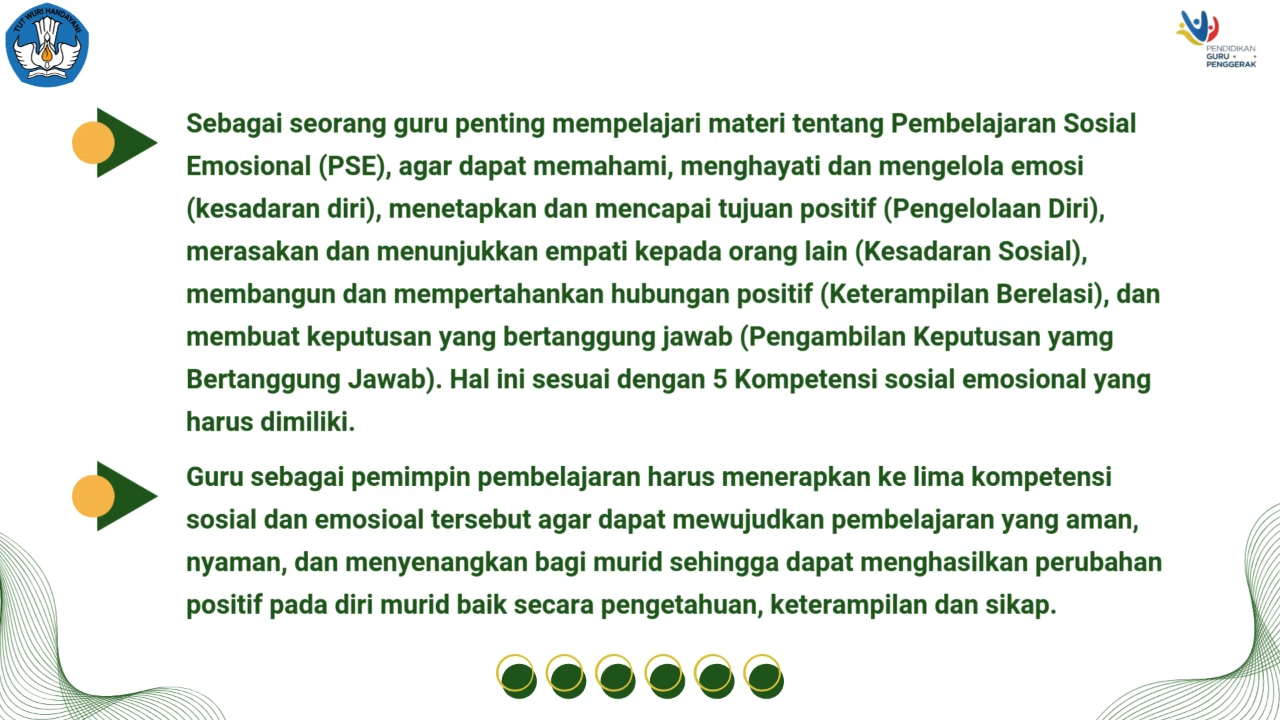 TUT WURI HANDAYANI
PENDIDIKAN
GURU
PENGGERAK
Sebagai seorang guru penting mempelajari materi tentang Pembelajaran Sosial
Emosional (PSE), agar dapat memahami, menghayati dan mengelola emosi
(kesadaran diri), menetapkan dan mencapai tujuan positif (Pengelolaan Diri),
merasakan dan menunjukkan empati kepada orang lain (Kesadaran Sosial),
membangun dan mempertahankan hubungan positif (Keterampilan Berelasi), dan
membuat keputusan yang bertanggung jawab (Pengambilan Keputusan yamg
Bertanggung Jawab). Hal ini sesuai dengan 5 Kompetensi sosial emosional yang
harus dimiliki.
Guru sebagai pemimpin pembelajaran harus menerapkan ke lima kompetensi
sosial dan emosioal tersebut agar dapat mewujudkan pembelajaran yang aman,
nyaman, dan menyenangkan bagi murid sehingga dapat menghasilkan perubahan
positif pada diri murid baik secara pengetahuan, keterampilan dan sikap.